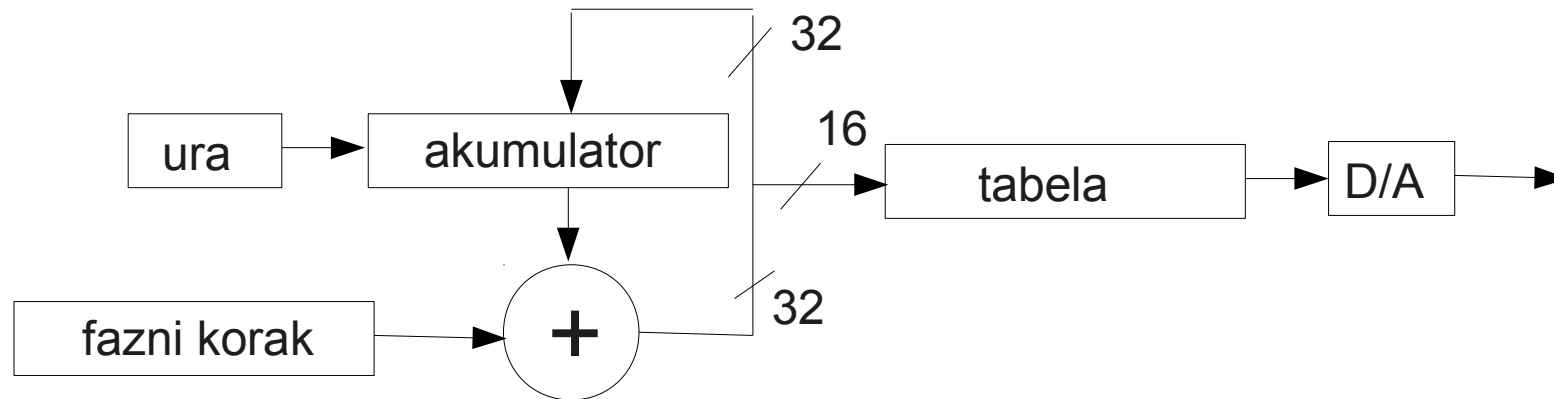 32
16
ura
akumulator
tabela
D/A
32
fazni korak
+